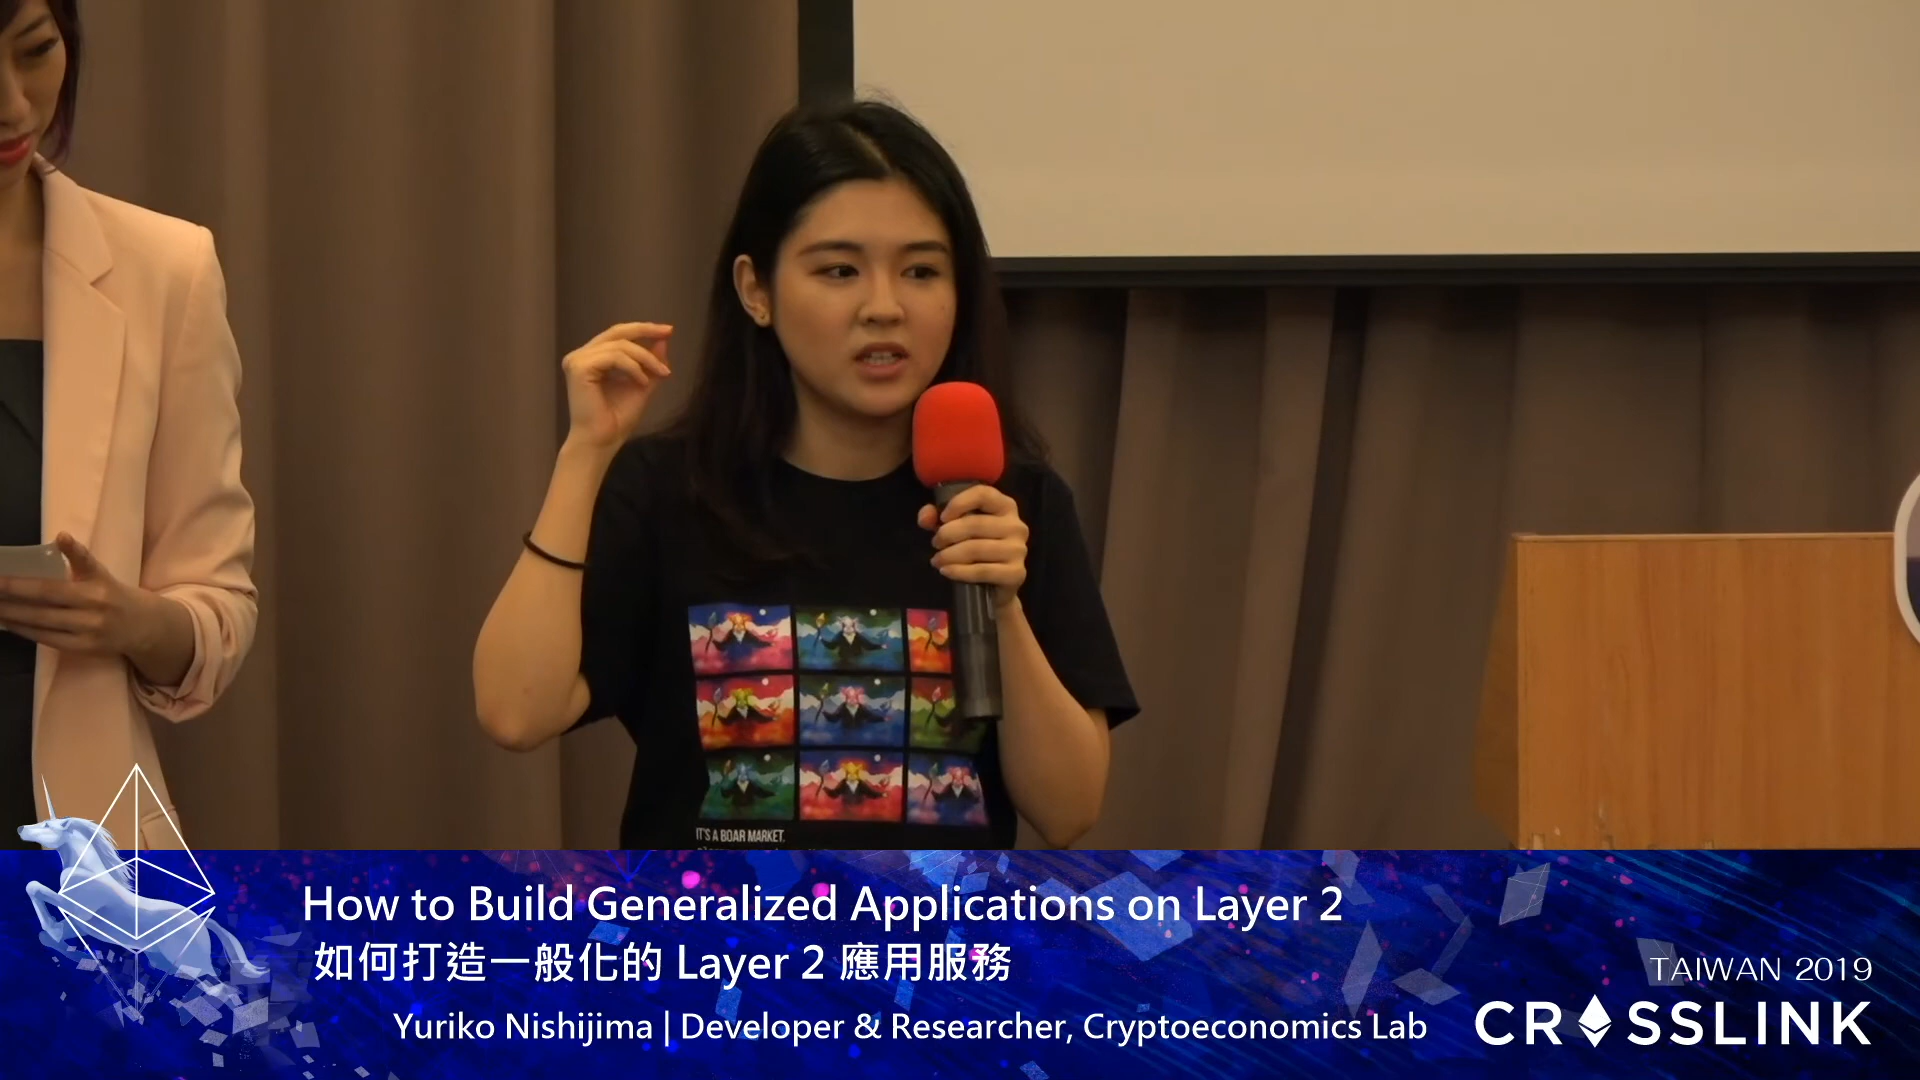 IT'S A BOAR MARKET.
How to Build Generalized Applications on Layer 2
如何打造一般化的 Layer 2 應用服務
Yuriko Nishijima | Developer & Researcher, Cryptoeconomics Lab
TAIWAN 2019
CROSSLINK